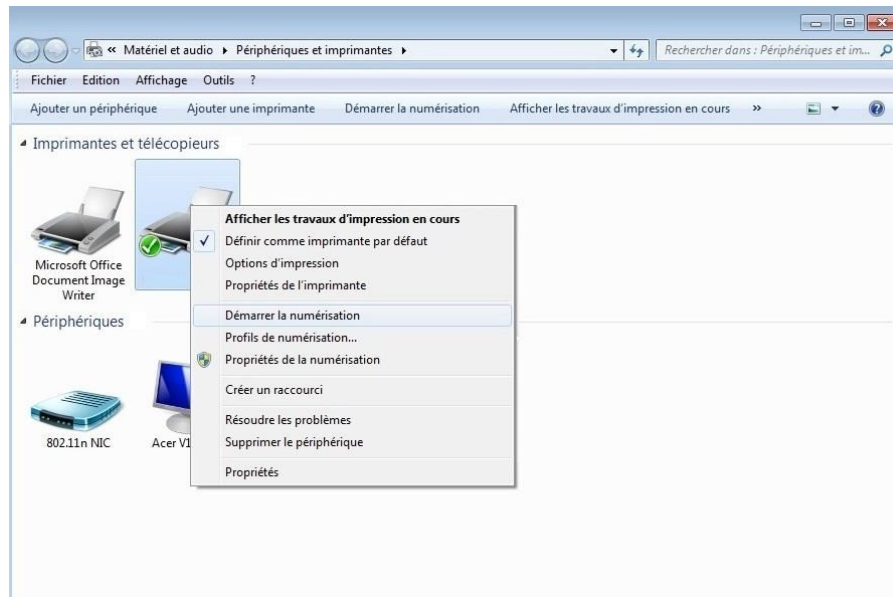 « Matériel et audio ▸ Périphériques et imprimantes ▸
Rechercher dans : Périphériques et im...
Fichier Edition Affichage Outils ?
Ajouter un périphérique Ajouter une imprimante Démarrer la numérisation Afficher les travaux d'impression en cours »
Imprimantes et télécopieurs
Microsoft Office
Document Image
Writer
Afficher les travaux d'impression en cours
Définir comme imprimante par défaut
Options d'impression
Propriétés de l'imprimante
Démarrer la numérisation
Profils de numérisation...
Propriétés de la numérisation
Créer un raccourci
Résoudre les problèmes
Supprimer le périphérique
Propriétés
Périphériques
802.11n NIC
Acer V1